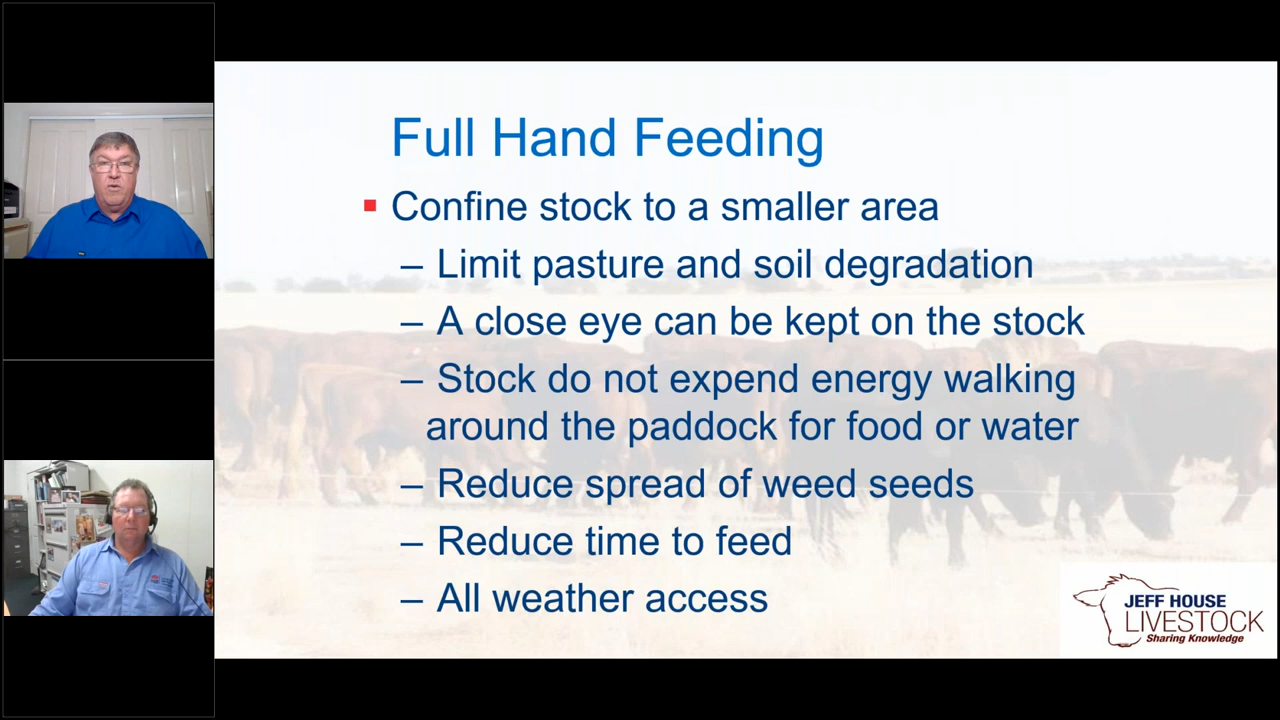 Full Hand Feeding
▪ Confine stock to a smaller area
– Limit pasture and soil degradation
– A close eye can be kept on the stock
– Stock do not expend energy walking
around the paddock for food or water
– Reduce spread of weed seeds
– Reduce time to feed
– All weather access
JEFF HOUSE
LIVESTOCK
Sharing Knowledge